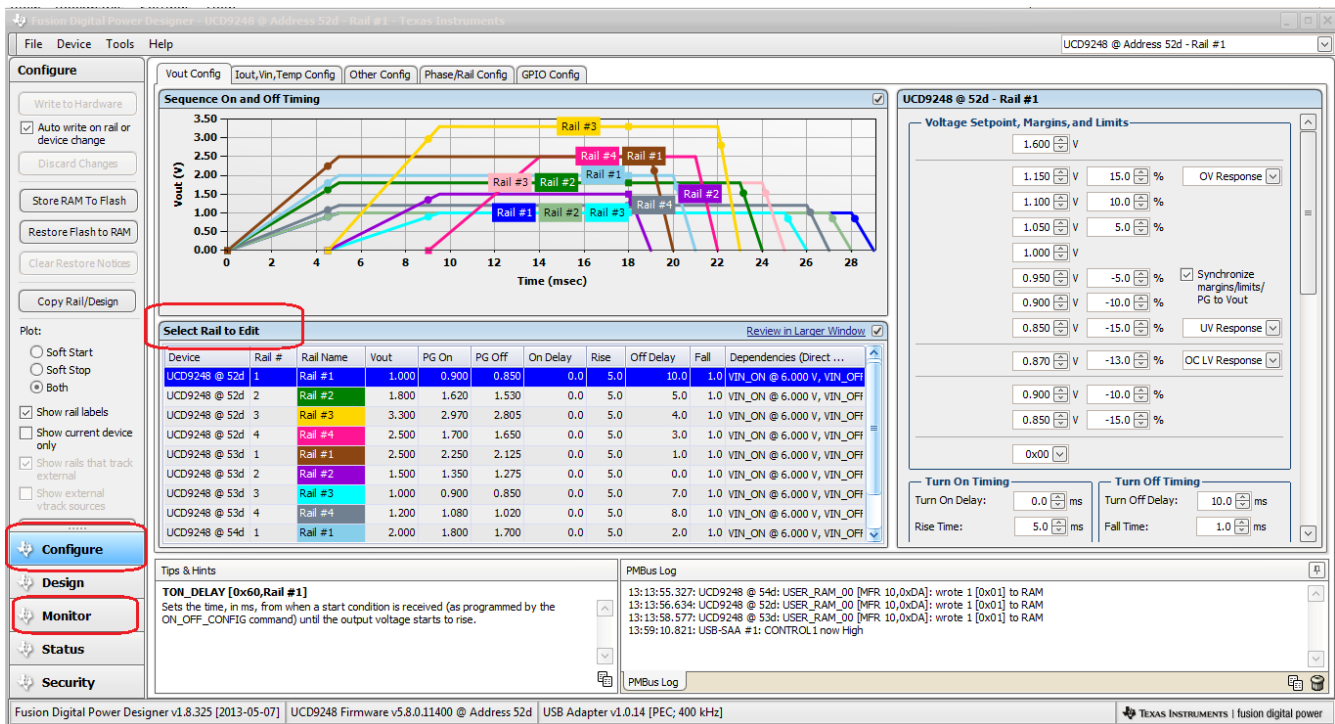 Fusion Digital Power Designer - UCD9248 @ Address 52d - Rail #1 - Texas Instruments
File Device Tools Help
UCD9248 @ Address 52d - Rail #1
Configure
Write to Hardware
Auto write on rail or
device change
Discard Changes
Store RAM To Flash
Restore Flash to RAM
Clear Restore Notices
Copy Rail/Design
Plot:
Soft Start
Soft Stop
Both
Show rail labels
Show current device
only
Show rails that track
external
Show external
vtrack sources
Configure
Design
Monitor
Status
Security
Vout Config Iout,Vin,Temp Config Other Config Phase/Rail Config GPIO Config
Sequence On and Off Timing
Vout (V)
3.50
3.00
2.50
2.00
1.50
1.00
0.50
0.00
Rail #3
Rail #4 Rail #1
Rail #3 Rail #2 Rail #1
Rail #2
Rail #1 Rail #2 Rail #3 Rail #4
0 2 4 6 8 10 12 14 16 18 20 22 24 26 28
Time (msec)
Select Rail to Edit Review in Larger Window
Device Rail # Rail Name Vout PG On PG Off On Delay Rise Off Delay Fall Dependencies (Direct ...
UCD9248 @ 52d 1 Rail #1 1.000 0.900 0.850 0.0 5.0 10.0 1.0 VIN_ON @ 6.000 V, VIN_OFF
UCD9248 @ 52d 2 Rail #2 1.800 1.620 1.530 0.0 5.0 5.0 1.0 VIN_ON @ 6.000 V, VIN_OFF
UCD9248 @ 52d 3 Rail #3 3.300 2.970 2.805 0.0 5.0 4.0 1.0 VIN_ON @ 6.000 V, VIN_OFF
UCD9248 @ 52d 4 Rail #4 2.500 1.700 1.650 0.0 5.0 3.0 1.0 VIN_ON @ 6.000 V, VIN_OFF
UCD9248 @ 53d 1 Rail #1 2.500 2.250 2.125 0.0 5.0 1.0 1.0 VIN_ON @ 6.000 V, VIN_OFF
UCD9248 @ 53d 2 Rail #2 1.500 1.350 1.275 0.0 5.0 0.0 1.0 VIN_ON @ 6.000 V, VIN_OFF
UCD9248 @ 53d 3 Rail #3 1.000 0.900 0.850 0.0 5.0 7.0 1.0 VIN_ON @ 6.000 V, VIN_OFF
UCD9248 @ 53d 4 Rail #4 1.200 1.080 1.020 0.0 5.0 8.0 1.0 VIN_ON @ 6.000 V, VIN_OFF
UCD9248 @ 54d 1 Rail #1 2.000 1.800 1.700 0.0 5.0 2.0 1.0 VIN_ON @ 6.000 V, VIN_OFF
UCD9248 @ 52d - Rail #1
Voltage Setpoint, Margins, and Limits
1.600 V
1.150 V 15.0 % OV Response
1.100 V 10.0 %
1.050 V 5.0 %
1.000 V
0.950 V -5.0 % Synchronize
margins/limits/
0.900 V -10.0 % PG to Vout
0.850 V -15.0 % UV Response
0.870 V -13.0 % OC LV Response
0.900 V -10.0 %
0.850 V -15.0 %
0x00
Turn On Timing Turn Off Timing
Turn On Delay: 0.0 ms Turn Off Delay: 10.0 ms
Rise Time: 5.0 ms Fall Time: 1.0 ms
Tips & Hints
TON_DELAY [0x60,Rail #1]
Sets the time, in ms, from when a start condition is received (as programmed by the
ON_OFF_CONFIG command) until the output voltage starts to rise.
PMBus Log
13:13:55.327: UCD9248 @ 54d: USER_RAM_00 [MFR 10,0xDA]: wrote 1 [0x01] to RAM
13:13:56.634: UCD9248 @ 52d: USER_RAM_00 [MFR 10,0xDA]: wrote 1 [0x01] to RAM
13:13:58.577: UCD9248 @ 53d: USER_RAM_00 [MFR 10,0xDA]: wrote 1 [0x01] to RAM
13:59:10.821: USB-SAA #1: CONTROL1 now High
PMBus Log
Fusion Digital Power Designer v1.8.325 [2013-05-07] UCD9248 Firmware v5.8.0.11400 @ Address 52d USB Adapter v1.0.14 [PEC; 400 kHz] TEXAS INSTRUMENTS | fusion digital power